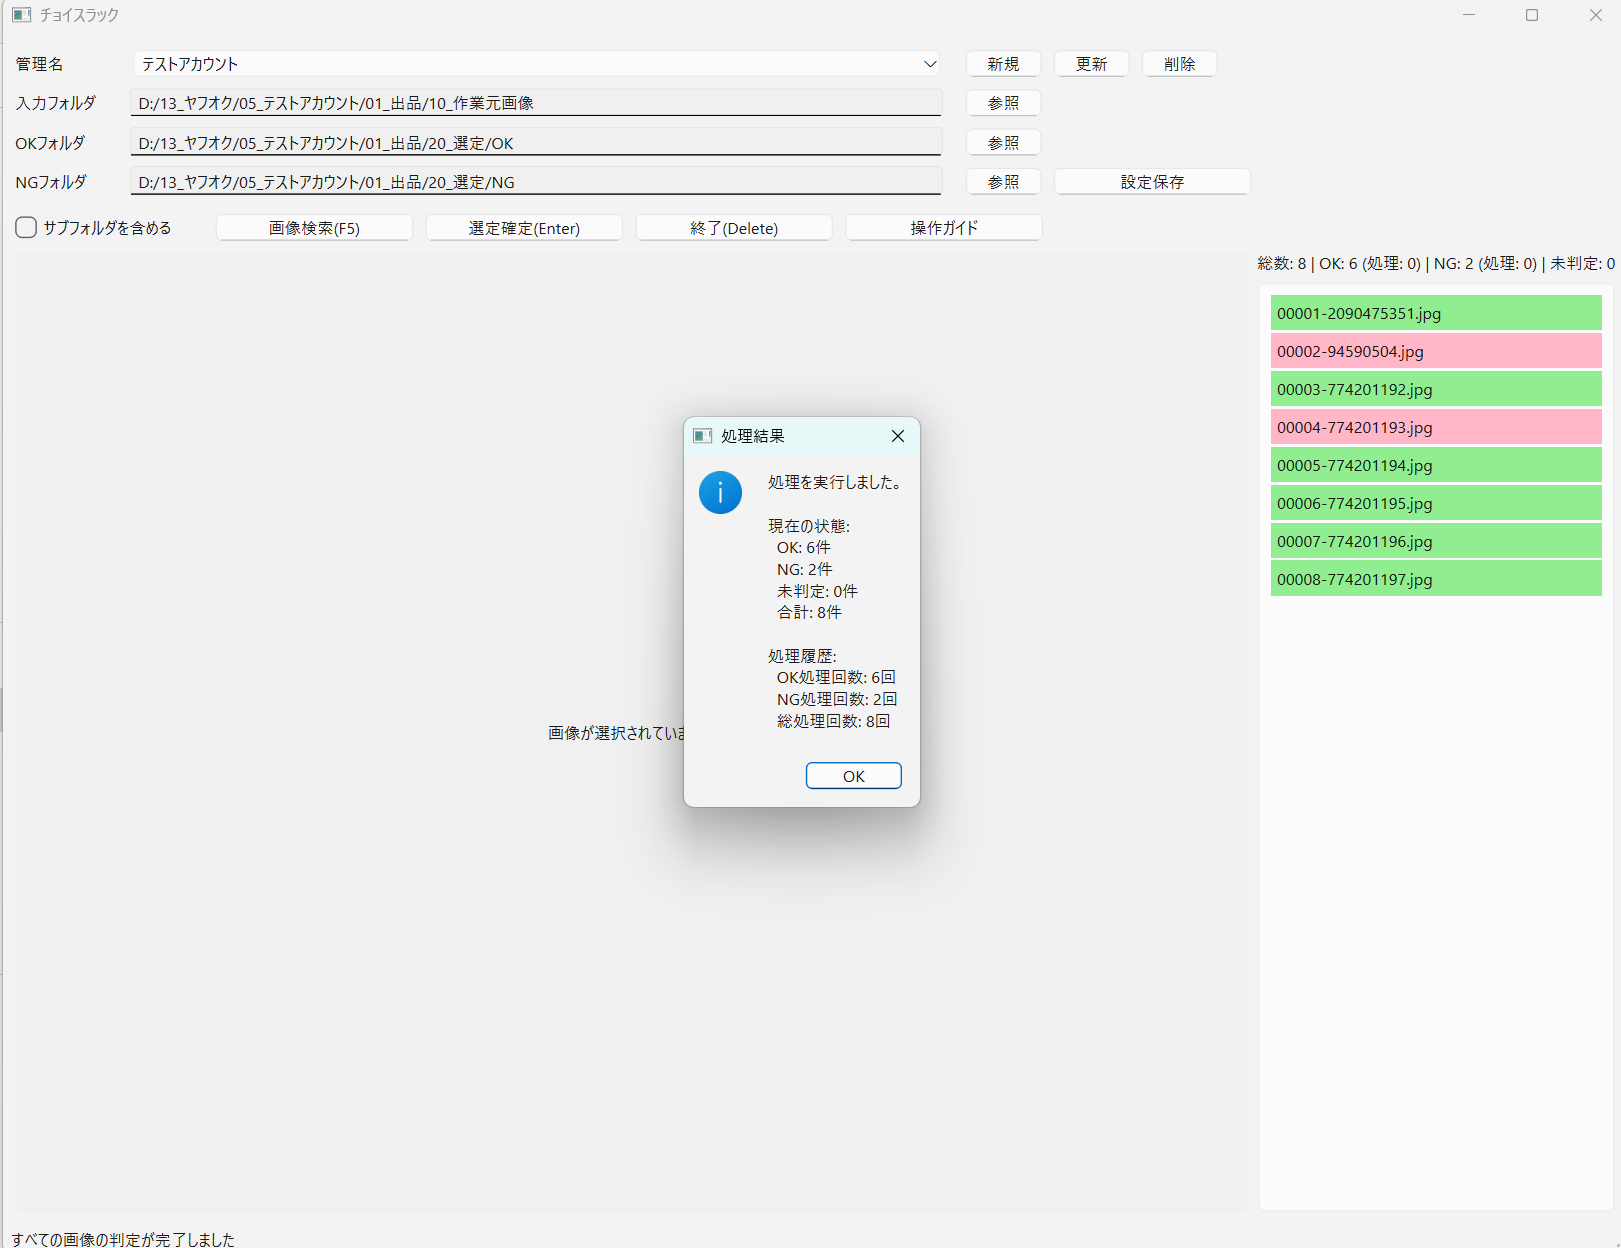 チョイスラック
管理名 テストアカウント 新規 更新 削除
入力フォルダ D:/13_ヤフオク/05_テストアカウント/01_出品/10_作業元画像 参照
OKフォルダ D:/13_ヤフオク/05_テストアカウント/01_出品/20_選定/OK 参照
NGフォルダ D:/13_ヤフオク/05_テストアカウント/01_出品/20_選定/NG 参照 設定保存
サブフォルダを含める 画像検索(F5) 選定確定(Enter) 終了(Delete) 操作ガイド
総数: 8 | OK: 6 (処理: 0) | NG: 2 (処理: 0) | 未判定: 0
00001-2090475351.jpg
00002-94590504.jpg
00003-774201192.jpg
00004-774201193.jpg
00005-774201194.jpg
00006-774201195.jpg
00007-774201196.jpg
00008-774201197.jpg
処理結果
処理を実行しました。
現在の状態:
OK: 6件
NG: 2件
未判定: 0件
合計: 8件
処理履歴:
OK処理回数: 6回
NG処理回数: 2回
総処理回数: 8回
OK
画像が選択されていま
すべての画像の判定が完了しました